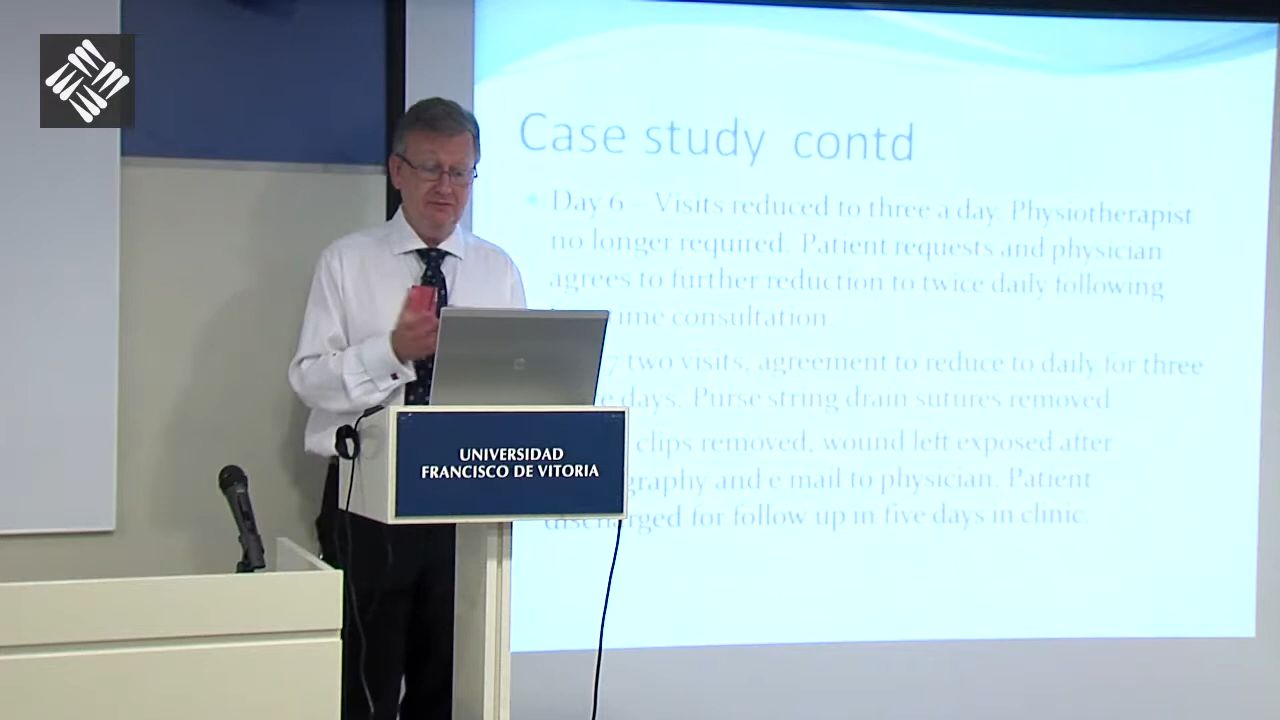 Case study contd
Day 6 – Visits reduced to three a day. Physiotherapist
no longer required. Patient requests and physician
agrees to further reduction to twice daily following
ime consultation.
7 two visits, agreement to reduce to daily for three
e days. Purse string drain sutures removed
clips removed, wound left exposed after
graphy and e mail to physician. Patient
discharged for follow up in five days in clinic.
UNIVERSIDAD
FRANCISCO DE VITORIA